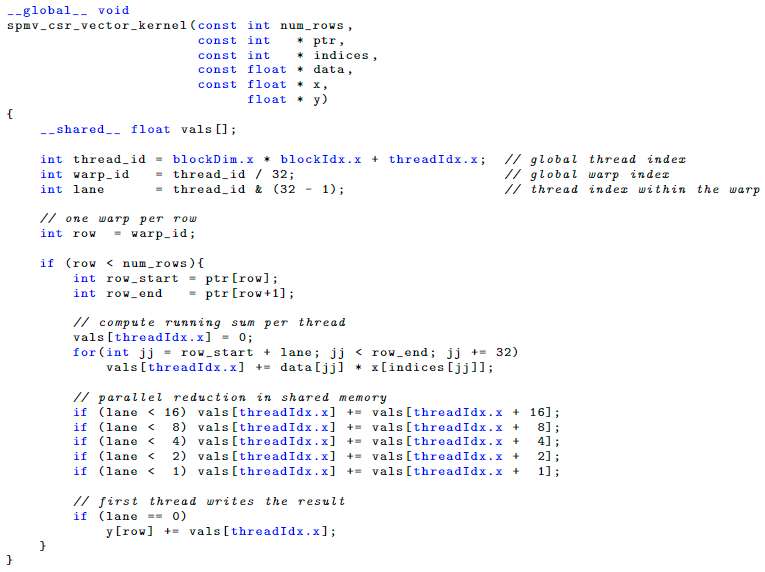 __global__ void
spmv_csr_vector_kernel(const int num_rows,
                       const int   * ptr,
                       const int   * indices,
                       const float * data,
                       const float * x,
                             float * y)
{
    __shared__ float vals[];

    int thread_id = blockDim.x * blockIdx.x + threadIdx.x;  // global thread index
    int warp_id   = thread_id / 32;                         // global warp index
    int lane      = thread_id & (32 - 1);                   // thread index within the warp

    // one warp per row
    int row  = warp_id;

    if (row < num_rows){
        int row_start = ptr[row];
        int row_end   = ptr[row+1];

        // compute running sum per thread
        vals[threadIdx.x] = 0;
        for(int jj = row_start + lane; jj < row_end; jj += 32)
            vals[threadIdx.x] += data[jj] * x[indices[jj]];

        // parallel reduction in shared memory
        if (lane < 16) vals[threadIdx.x] += vals[threadIdx.x + 16];
        if (lane <  8) vals[threadIdx.x] += vals[threadIdx.x +  8];
        if (lane <  4) vals[threadIdx.x] += vals[threadIdx.x +  4];
        if (lane <  2) vals[threadIdx.x] += vals[threadIdx.x +  2];
        if (lane <  1) vals[threadIdx.x] += vals[threadIdx.x +  1];

        // first thread writes the result
        if (lane == 0)
            y[row] += vals[threadIdx.x];
    }
}